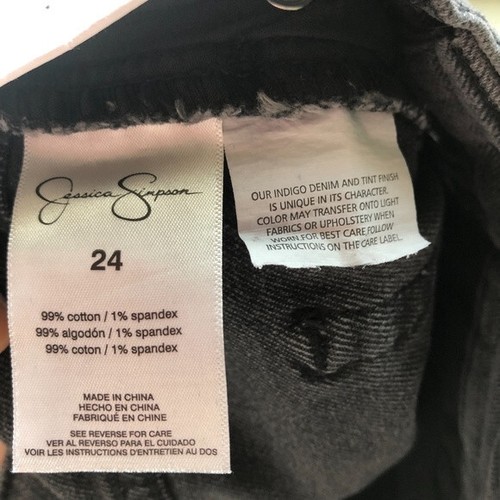 Jessica Simpson
24
99% cotton / 1% spandex
99% algodón / 1% spandex
99% coton / 1% spandex
MADE IN CHINA
HECHO EN CHINA
FABRIQUÉ EN CHINE
SEE REVERSE FOR CARE
VER AL REVERSO PARA EL CUIDADO
VOIR LES INSTRUCTIONS D'ENTRETIEN AU DOS
OUR INDIGO DENIM AND TINT FINISH
IS UNIQUE IN ITS CHARACTER.
COLOR MAY TRANSFER ONTO LIGHT
FABRICS OR UPHOLSTERY WHEN
WORN. FOR BEST CARE, FOLLOW
INSTRUCTIONS ON THE CARE LABEL.